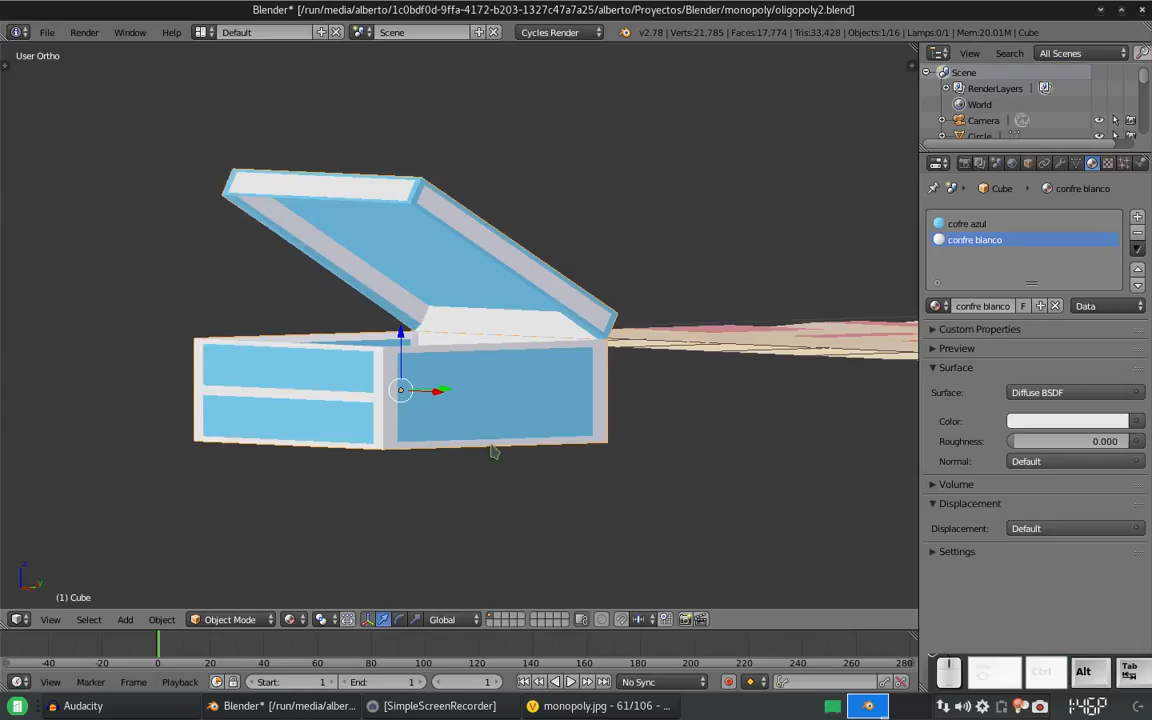 Blender* [/run/media/alberto/1c0bdf0d-9ffa-4172-b203-1327c47a7a25/alberto/Proyectos/Blender/monopoly/oligopoly2.blend]
File Render Window Help Default Scene Cycles Render v2.78 | Verts:21,785 | Faces:17,774 | Tris:33,428 | Objects:1/16 | Lamps:0/1 | Mem:20.01M | Cube
User Ortho
View Search All Scenes
Scene
RenderLayers
World
Camera
Circle
Cube confre blanco
cofre azul
confre blanco
confre blanco F Data
Custom Properties
Preview
Surface
Surface: Diffuse BSDF
Color:
Roughness: 0.000
Normal: Default
Volume
Displacement
Displacement: Default
Settings
z
y
(1) Cube
View Select Add Object Object Mode Global
-40 -20 0 20 40 60 80 100 120 140 160 180 200 220 240 260 280
View Marker Frame Playback Start: 1 End: 1 1 No Sync
Ctrl Alt Tab
Audacity Blender* [/run/media/alber... [SimpleScreenRecorder] monopoly.jpg - 61/106 - ...